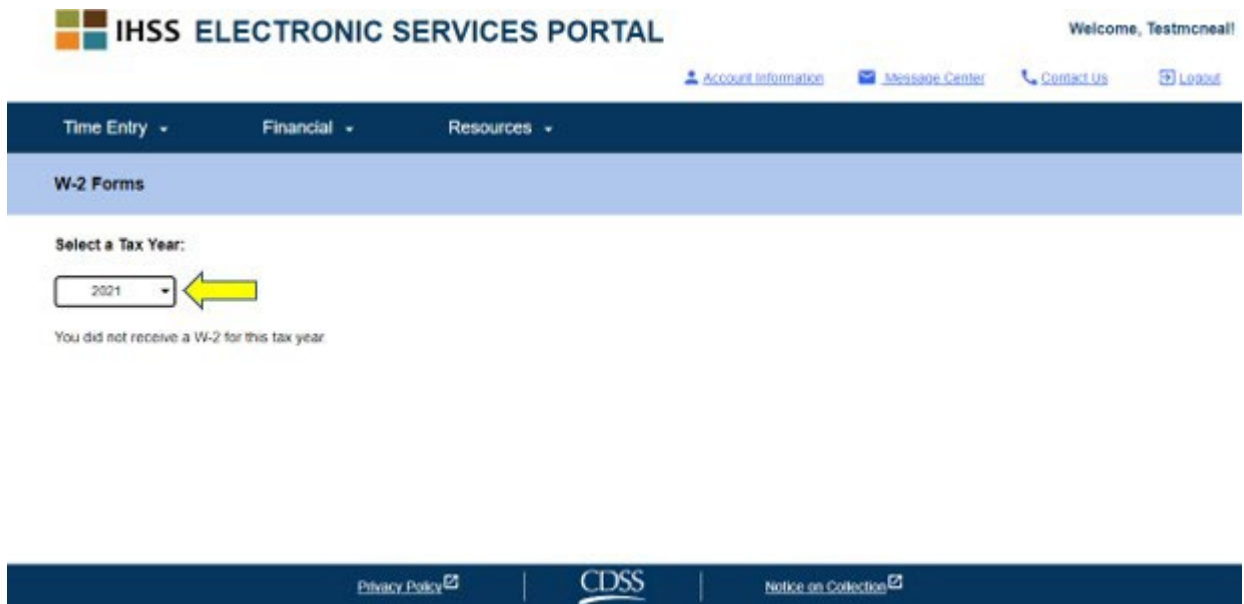 IHSS ELECTRONIC SERVICES PORTAL
Welcome, Testmcneal!
Account Information Message Center Contact Us Logout
Time Entry Financial Resources
W-2 Forms
Select a Tax Year:
2021
You did not receive a W-2 for this tax year.
Privacy Policy CDSS Notice on Collection